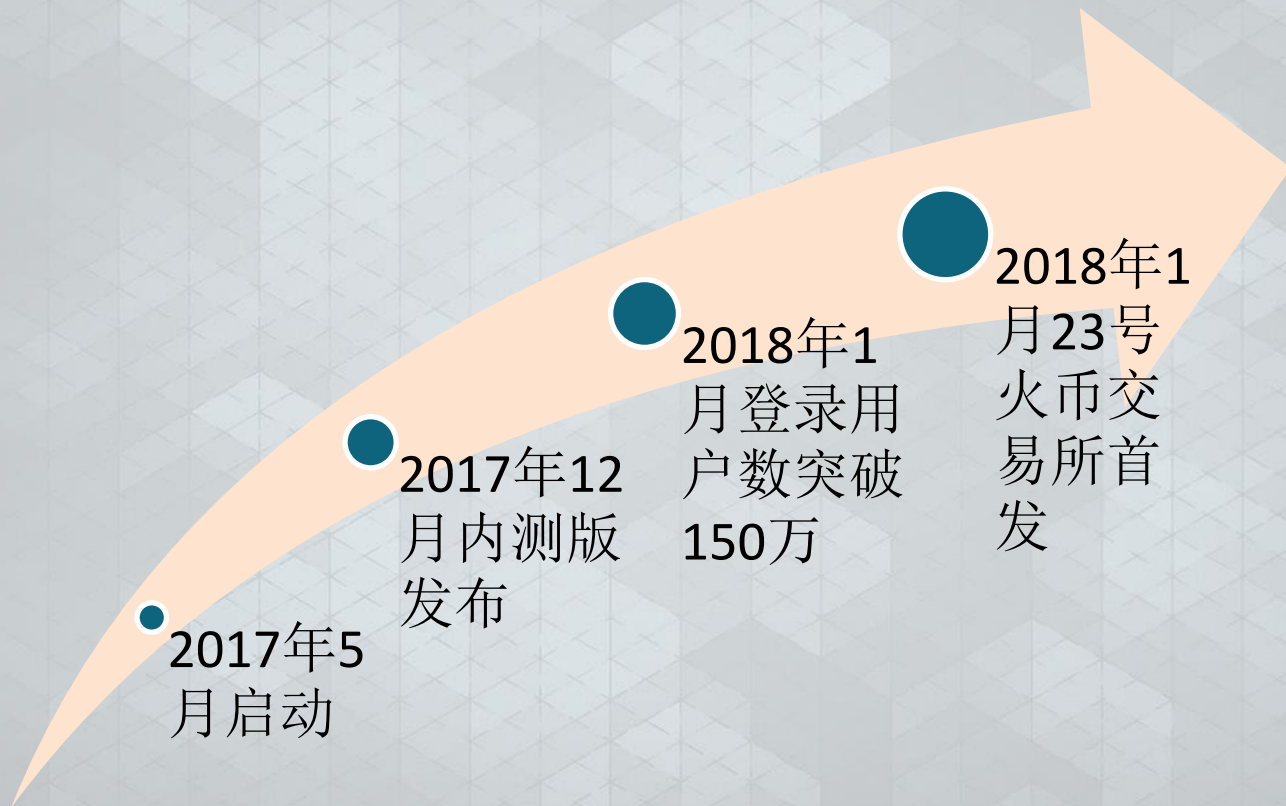 2017年5
月启动
2017年12
月内测版
发布
2018年1
月登录用
户数突破
150万
2018年1
月23号
火币交
易所首
发